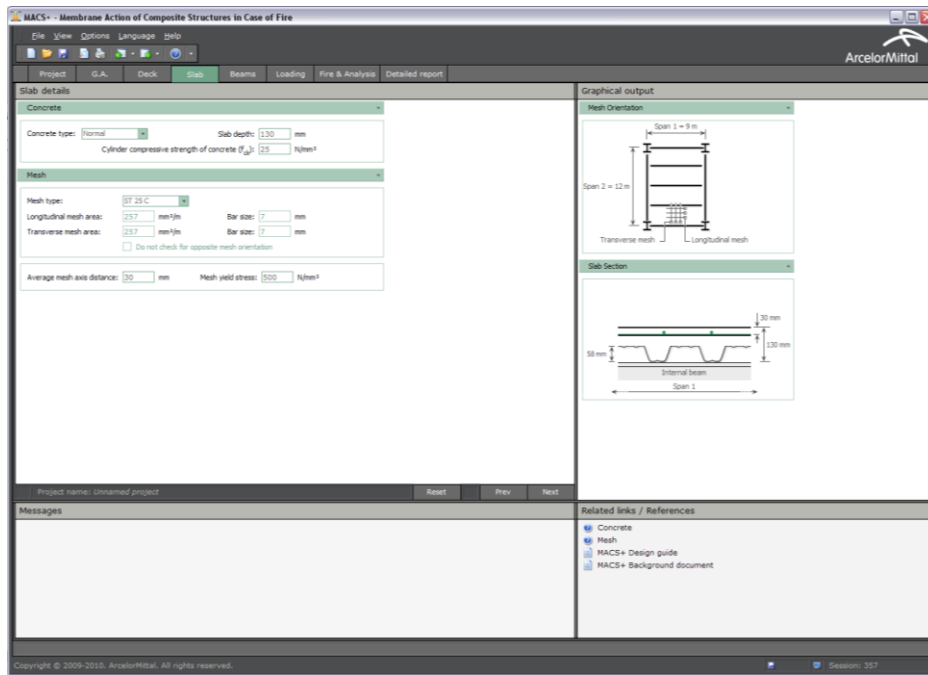 MACS+ - Membrane Action of Composite Structures in Case of Fire
File View Options Language Help
ArcelorMittal
Project G.A. Deck Slab Beams Loading Fire & Analysis Detailed report
Slab details
Concrete
Concrete type: Normal Slab depth: 130 mm
Cylinder compressive strength of concrete (fck): 25 N/mm²
Mesh
Mesh type: ST 25 C
Longitudinal mesh area: 257 mm²/m Bar size: 7 mm
Transverse mesh area: 257 mm²/m Bar size: 7 mm
Do not check for opposite mesh orientation
Average mesh axis distance: 30 mm Mesh yield stress: 500 N/mm²
Project name: Unnamed project Reset Prev Next
Graphical output
Mesh Orientation
Span 1 = 9 m
Span 2 = 12 m
Transverse mesh Longitudinal mesh
Slab Section
30 mm
130 mm
58 mm
Internal beam
Span 1
Messages
Related links / References
Concrete
Mesh
MACS+ Design guide
MACS+ Background document
Copyright © 2009-2010. ArcelorMittal. All rights reserved. Session: 357